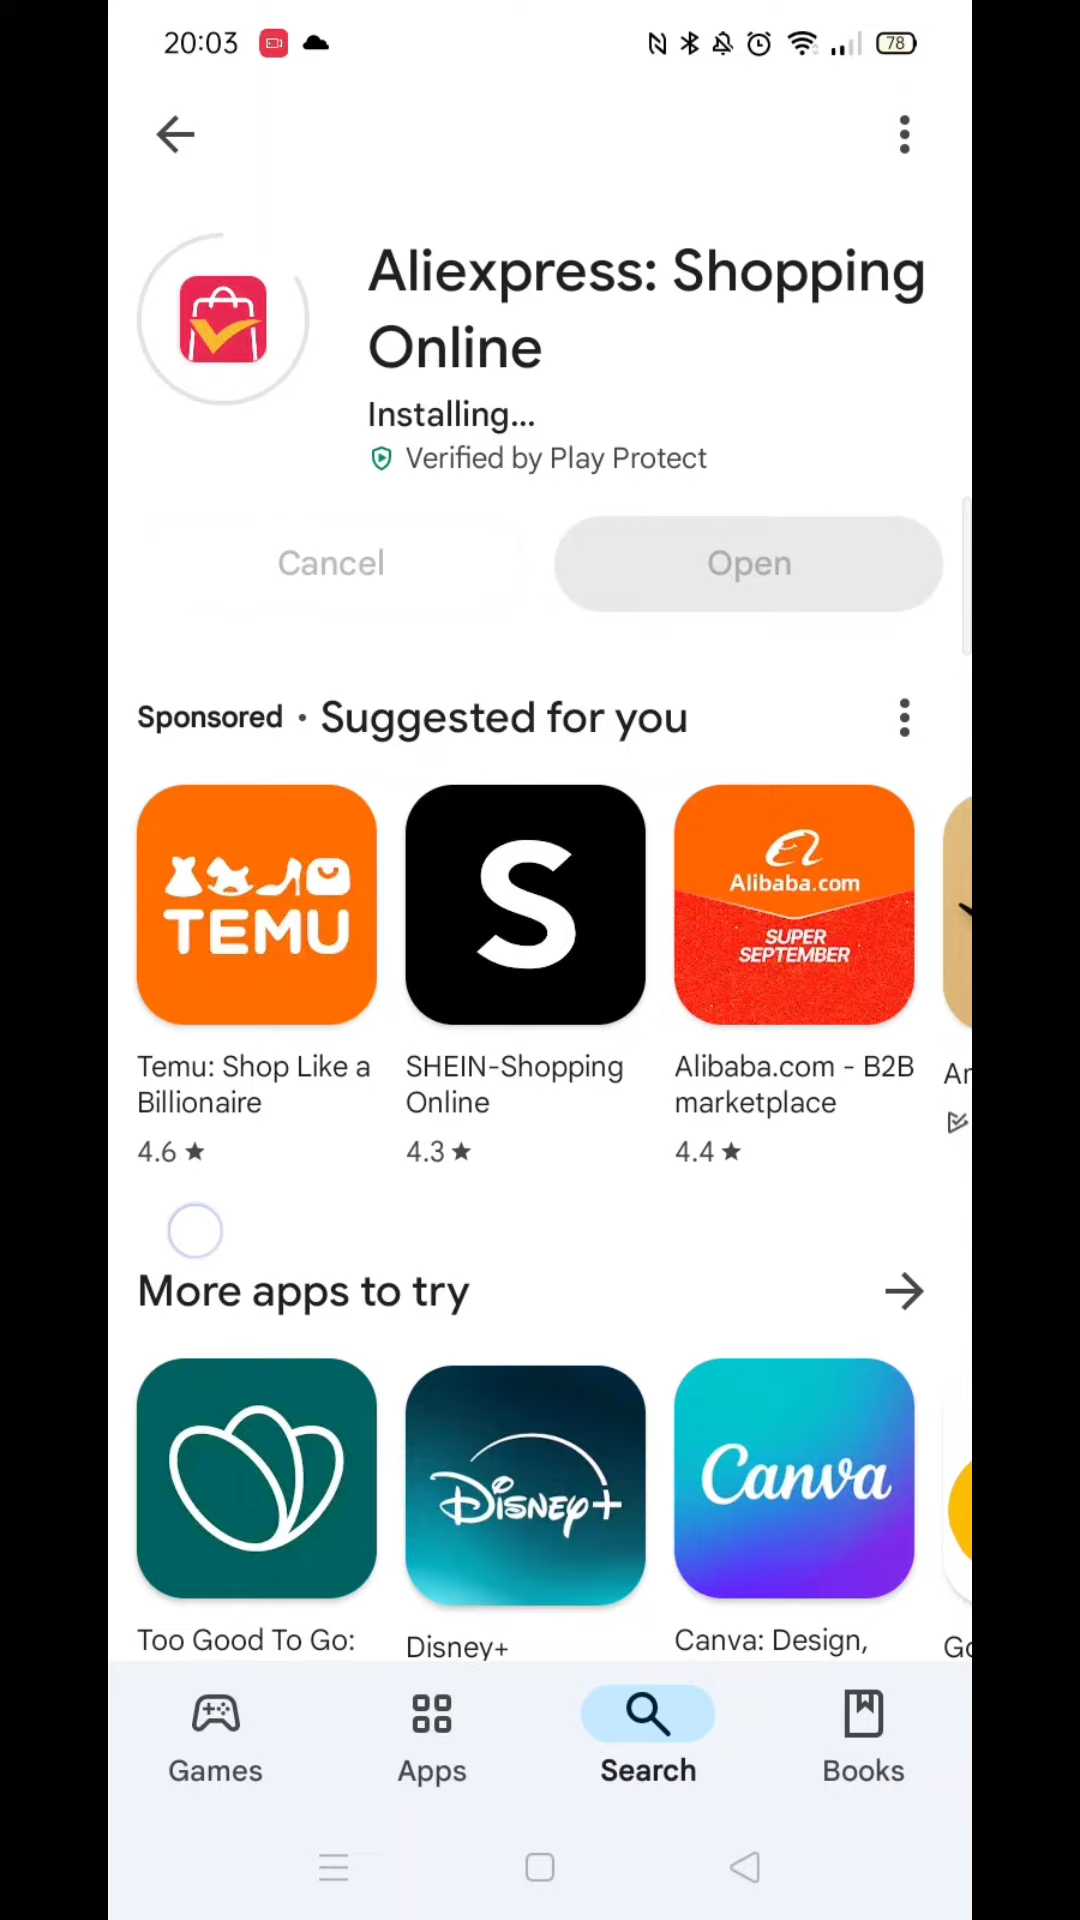 20:03
78
Aliexpress: Shopping
Online
Installing...
Verified by Play Protect
Cancel
Open
Sponsored • Suggested for you
TEMU
S
Alibaba.com
SUPER
SEPTEMBER
Temu: Shop Like a
Billionaire
SHEIN-Shopping
Online
Alibaba.com - B2B
marketplace
4.6 ★
4.3 ★
4.4 ★
More apps to try
Disney+
Canva
Too Good To Go:
Disney+
Canva: Design,
Games
Apps
Search
Books